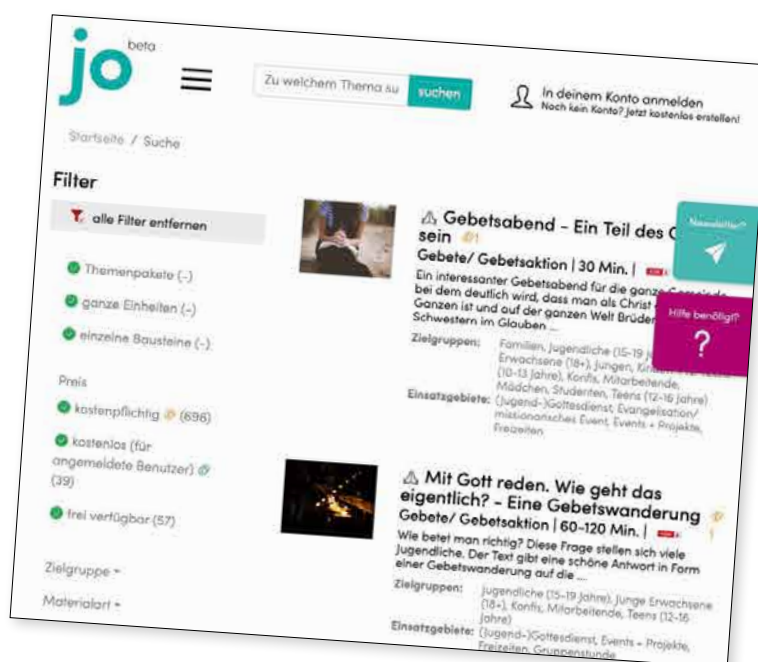 jo beta
Zu welchem Thema su
suchen
In deinem Konto anmelden
Noch kein Konto? Jetzt kostenlos erstellen!
Startseite / Suche
Filter
alle Filter entfernen
Themenpakete (-)
ganze Einheiten (-)
einzelne Bausteine (-)
Preis
kostenpflichtig (696)
kostenlos (für
angemeldete Benutzer)
(39)
frei verfügbar (57)
Zielgruppe
Materialart
Gebetsabend - Ein Teil des G
sein 1
Gebete/ Gebetsaktion | 30 Min. |
Ein interessanter Gebetsabend für die ganze Gemeinde,
bei dem deutlich wird, dass man als Christ
Ganzen ist und auf der ganzen Welt Brüder
Schwestern im Glauben ...
Zielgruppen: Familien, Jugendliche (15-19 J
Erwachsene (18+), Jungen,
(10-13 Jahre), Konfis, Mitarbeitende,
Mädchen, Studenten, Teens (12-16 Jahre)
Einsatzgebiete: (Jugend-)Gottesdienst, Evangelisation/
missionarisches Event, Events + Projekte,
Freizeiten
Newsletter?
Hilfe benötigt?
?
Mit Gott reden. Wie geht das
eigentlich? - Eine Gebetswanderung
1
Gebete/ Gebetsaktion | 60-120 Min. |
Wie betet man richtig? Diese Frage stellen sich viele
Jugendliche. Der Text gibt eine schöne Antwort in Form
einer Gebetswanderung auf die ...
Zielgruppen: Jugendliche (15-19 Jahre), Junge Erwachsene
(18+), Konfis, Mitarbeitende, Teens (12-16
Jahre)
Einsatzgebiete: (Jugend-)Gottesdienst, Events + Projekte,
Freizeiten, Gruppenstunde